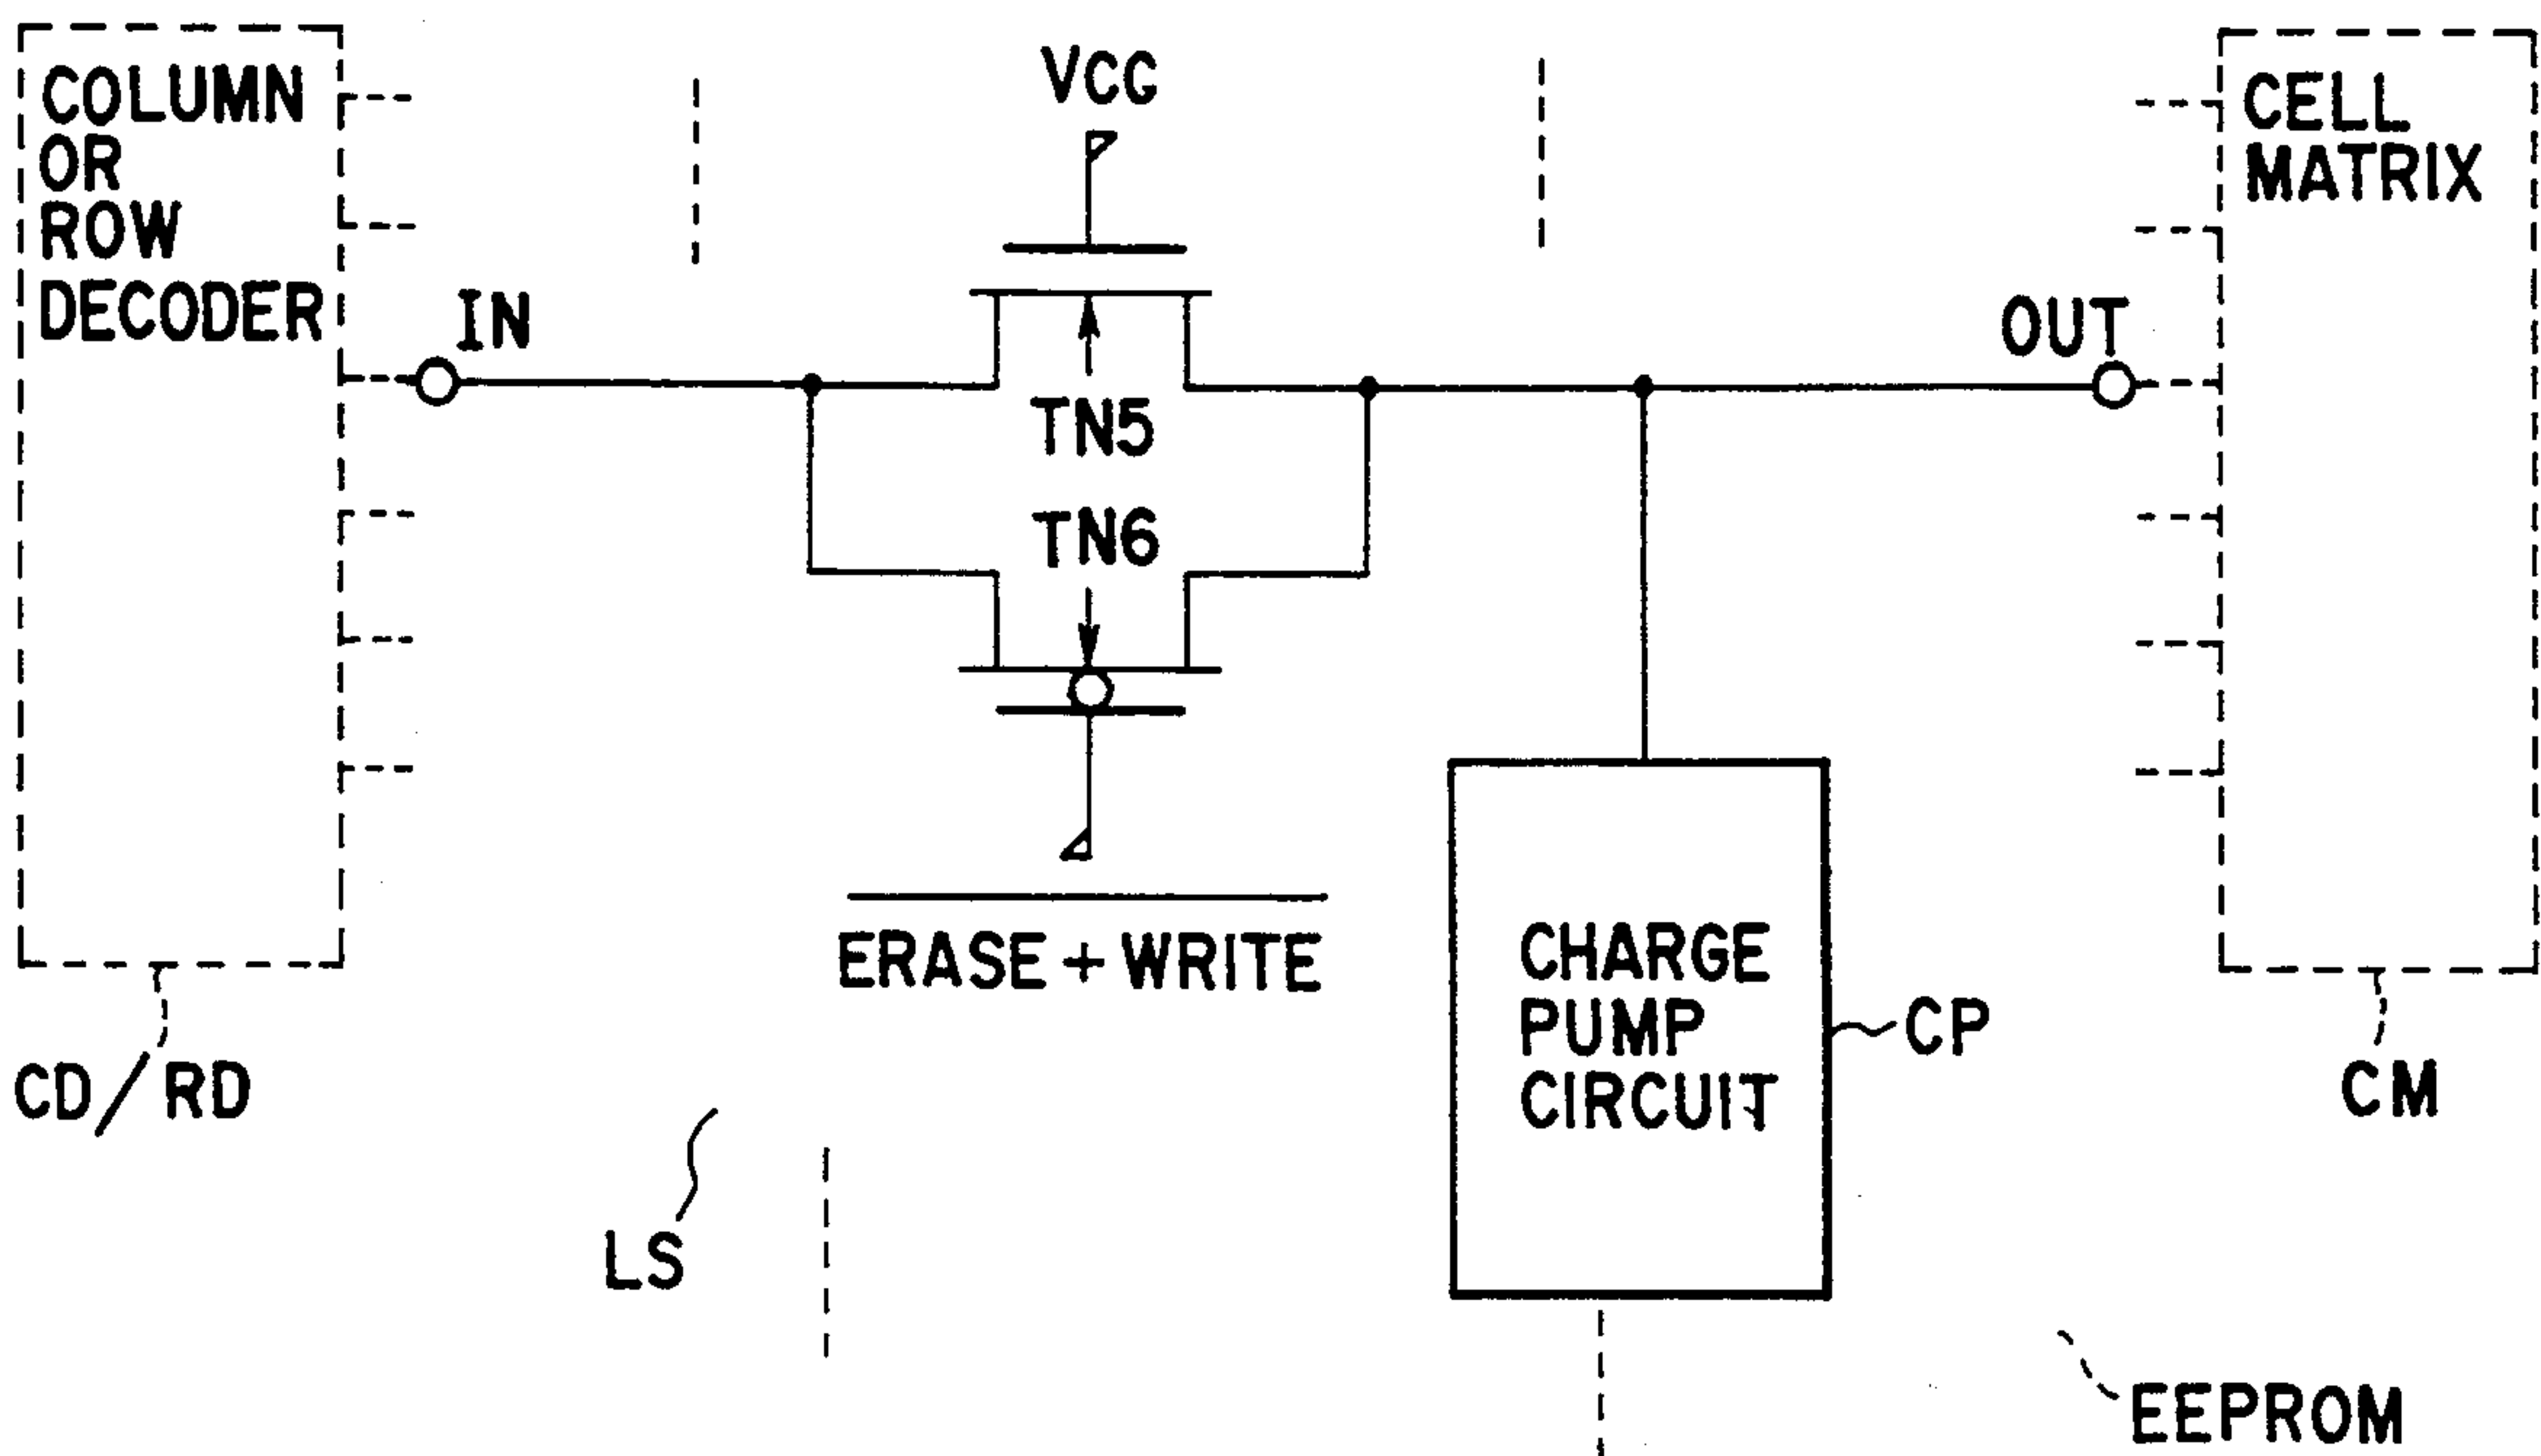 COLUMN
OR
ROW
DECODER
IN
VCG
TN5
TN6
ERASE + WRITE
OUT
CELL
MATRIX
CHARGE
PUMP
CIRCUIT
CP
CD/RD
CM
LS
EEPROM